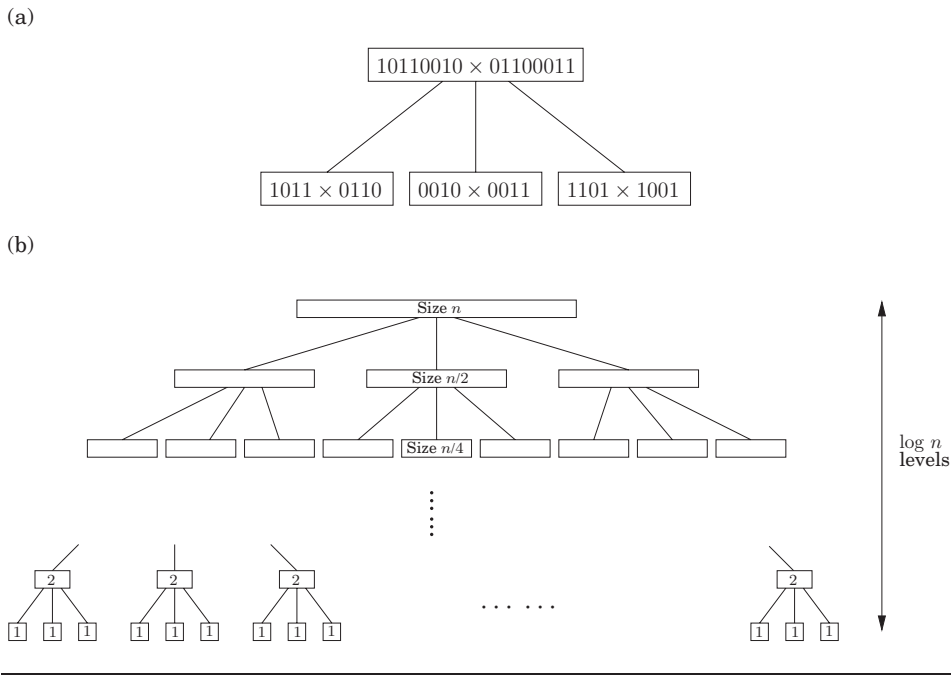 (a)
10110010 × 01100011
1011 × 0110 0010 × 0011 1101 × 1001
(b)
Size n
Size n/2
Size n/4
log n
levels
2 2 2 2
1 1 1 1 1 1 1 1 1 1 1 1